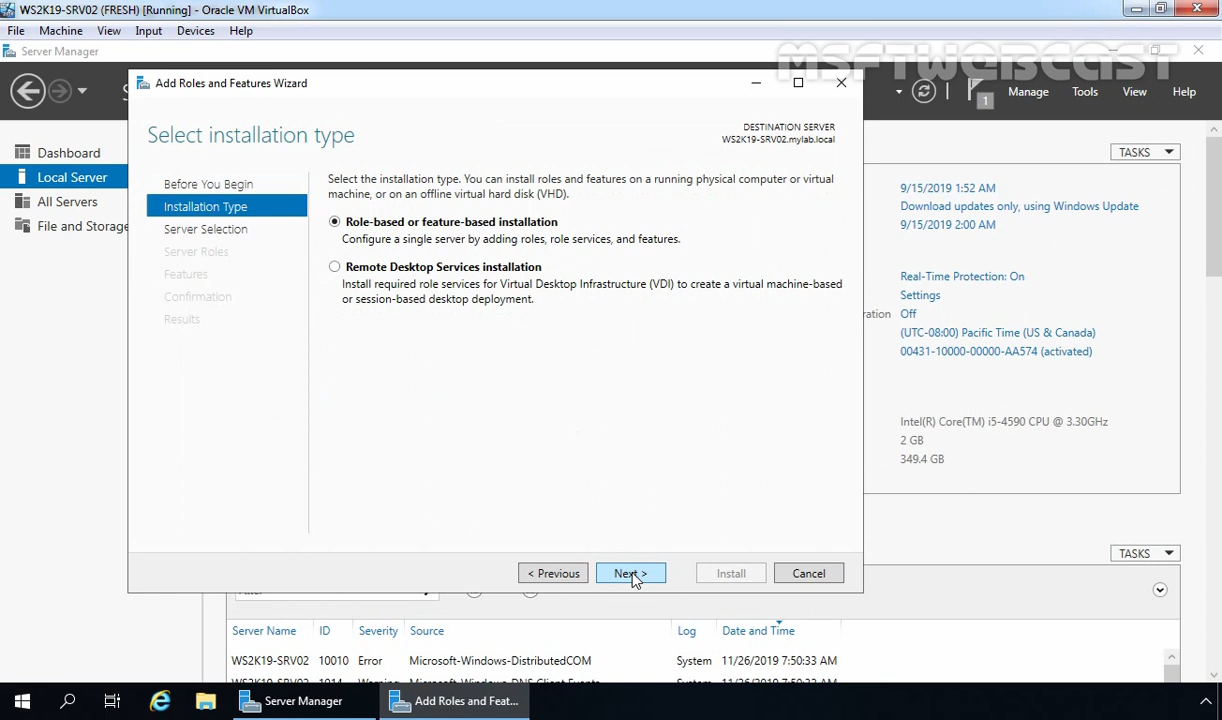 WS2K19-SRV02 (FRESH) [Running] - Oracle VM VirtualBox
File Machine View Input Devices Help
Server Manager
MSFTWEBCAST
Add Roles and Features Wizard
1
Manage Tools View Help
Select installation type
DESTINATION SERVER
WS2K19-SRV02.mylab.local
Dashboard
Local Server
All Servers
File and Storage
Before You Begin
Installation Type
Server Selection
Server Roles
Features
Confirmation
Results
Select the installation type. You can install roles and features on a running physical computer or virtual
machine, or on an offline virtual hard disk (VHD).
Role-based or feature-based installation
Configure a single server by adding roles, role services, and features.
Remote Desktop Services installation
Install required role services for Virtual Desktop Infrastructure (VDI) to create a virtual machine-based
or session-based desktop deployment.
< Previous Next > Install Cancel
TASKS
9/15/2019 1:52 AM
Download updates only, using Windows Update
9/15/2019 2:00 AM
Real-Time Protection: On
Settings
Off
(UTC-08:00) Pacific Time (US & Canada)
00431-10000-00000-AA574 (activated)
Intel(R) Core(TM) i5-4590 CPU @ 3.30GHz
2 GB
349.4 GB
TASKS
Server Name ID Severity Source Log Date and Time
WS2K19-SRV02 10010 Error Microsoft-Windows-DistributedCOM System 11/26/2019 7:50:33 AM
Server Manager
Add Roles and Feat...